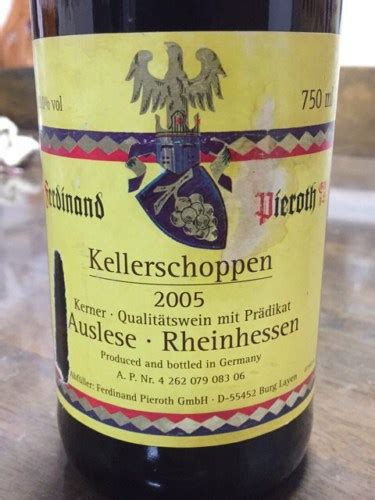 % vol 750 ml
Ferdinand Pieroth
Kellerschoppen
2005
Kerner · Qualitätswein mit Prädikat
Auslese · Rheinhessen
Produced and bottled in Germany
A. P. Nr. 4 262 079 083 06
Abfüller: Ferdinand Pieroth GmbH · D-55452 Burg Layen